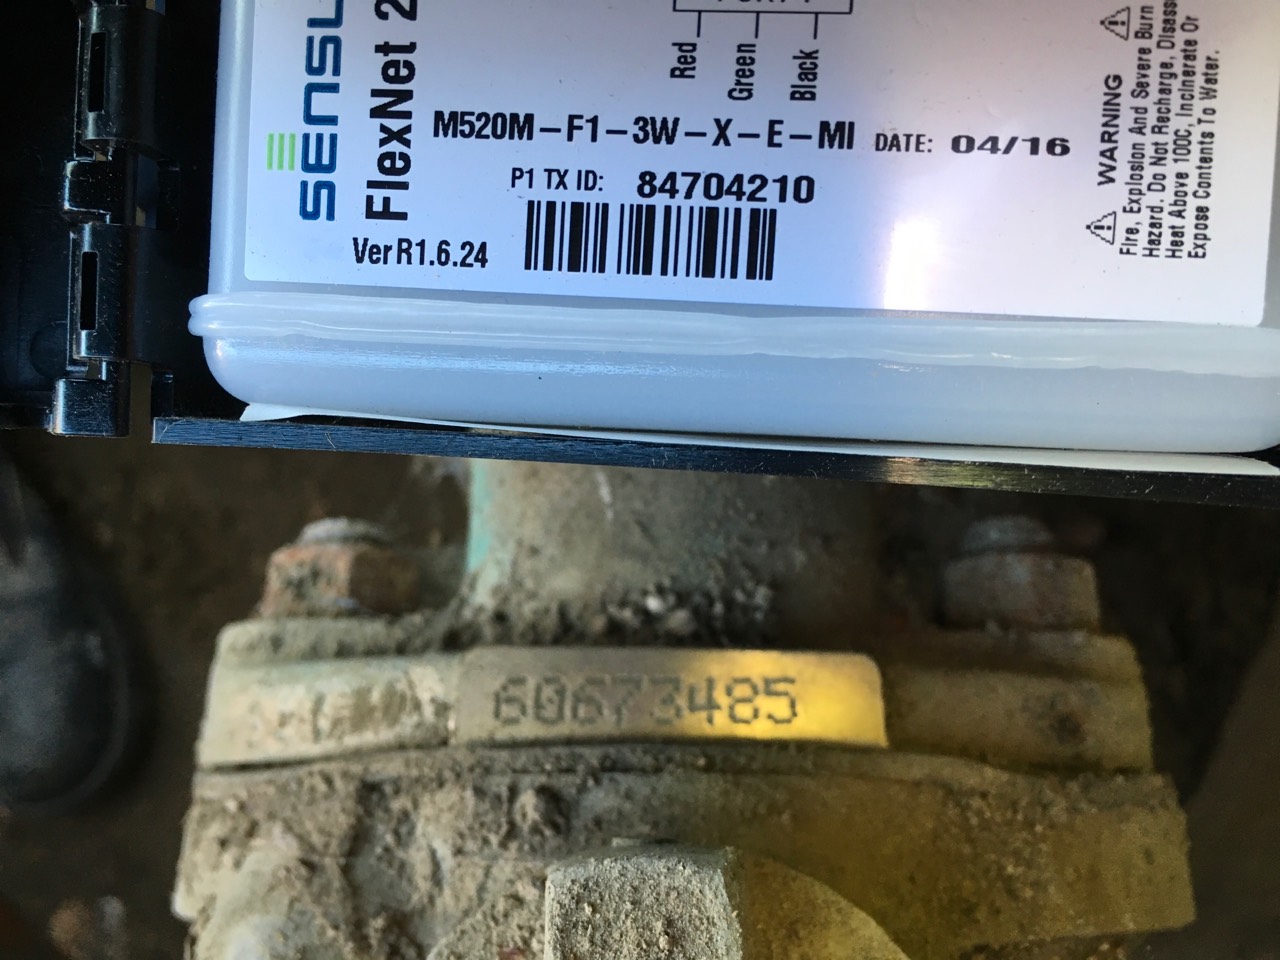 Red
Green
Black
SENSU
FlexNet 2
M520M-F1-3W-X-E-MI DATE: 04/16
P1 TX ID: 84704210
Ver R1.6.24
WARNING
Fire, Explosion And Severe Burn
Hazard. Do Not Recharge,
Heat Above 100C, Incinerate Or
Expose Contents To Water.
60673485